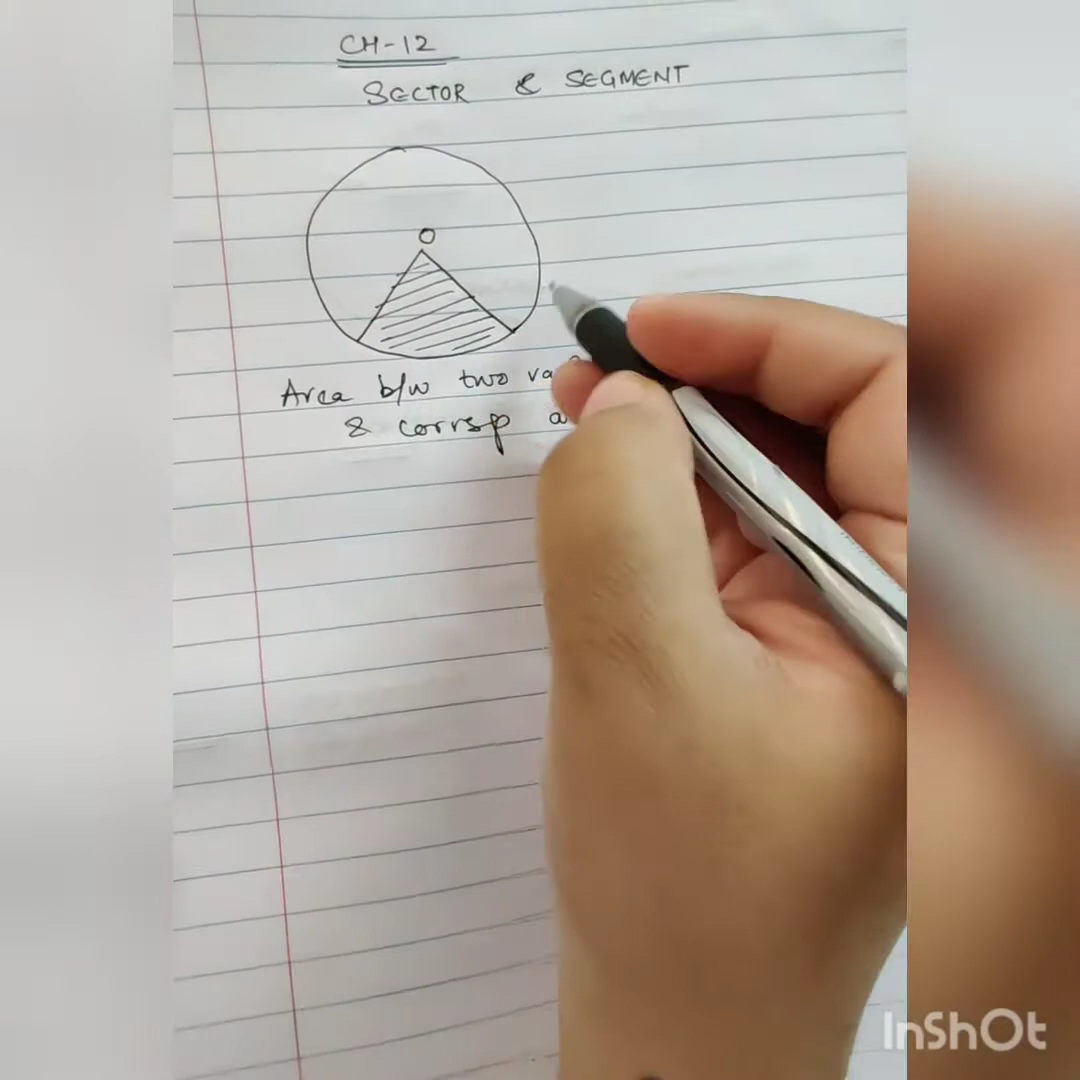 CH-12
SECTOR & SEGMENT
O
Area b/w two
& corrsp
InShOt